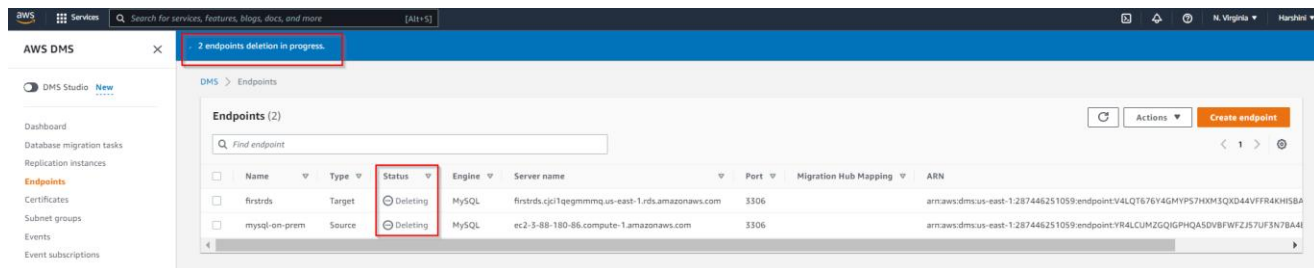 aws Services Search for services, features, blogs, docs, and more [Alt+S] N. Virginia Harshini
AWS DMS
2 endpoints deletion in progress.
DMS Studio New
DMS > Endpoints
Endpoints (2) Actions Create endpoint
Find endpoint 1
Dashboard
Database migration tasks
Replication instances
Endpoints
Certificates
Subnet groups
Events
Event subscriptions
Name Type Status Engine Server name Port Migration Hub Mapping ARN
firstrds Target Deleting MySQL firstrds.cjci1qegmmmq.us-east-1.rds.amazonaws.com 3306 arn:aws:dms:us-east-1:287446251059:endpoint:V4LQT676Y4GMYPS7HXM3QXD44VFFR4KHISBA
mysql-on-prem Source Deleting MySQL ec2-3-88-180-86.compute-1.amazonaws.com 3306 arn:aws:dms:us-east-1:287446251059:endpoint:YR4LCUMZGQIGPHQA5DVBFWFZJ57UF3N7BA4